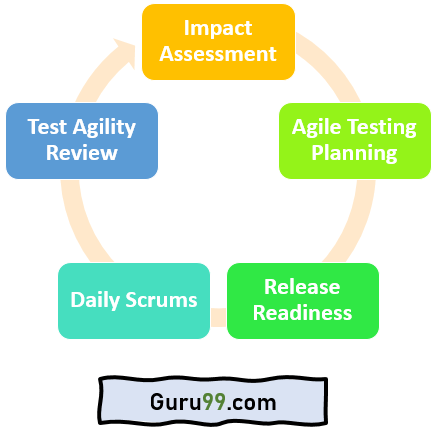 Impact
Assessment
Agile Testing
Planning
Release
Readiness
Daily Scrums
Test Agility
Review
Guru99.com